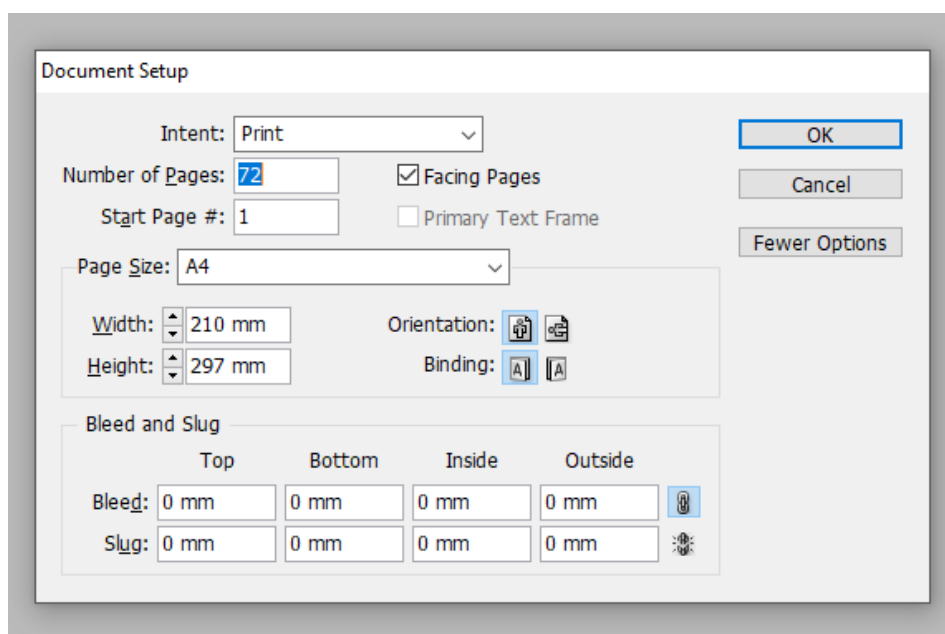 Document Setup
Intent: Print
OK
Number of Pages: 72
Facing Pages
Cancel
Start Page #: 1
Primary Text Frame
Fewer Options
Page Size: A4
Width: 210 mm
Orientation:
Height: 297 mm
Binding:
Bleed and Slug
Top Bottom Inside Outside
Bleed: 0 mm 0 mm 0 mm 0 mm
Slug: 0 mm 0 mm 0 mm 0 mm